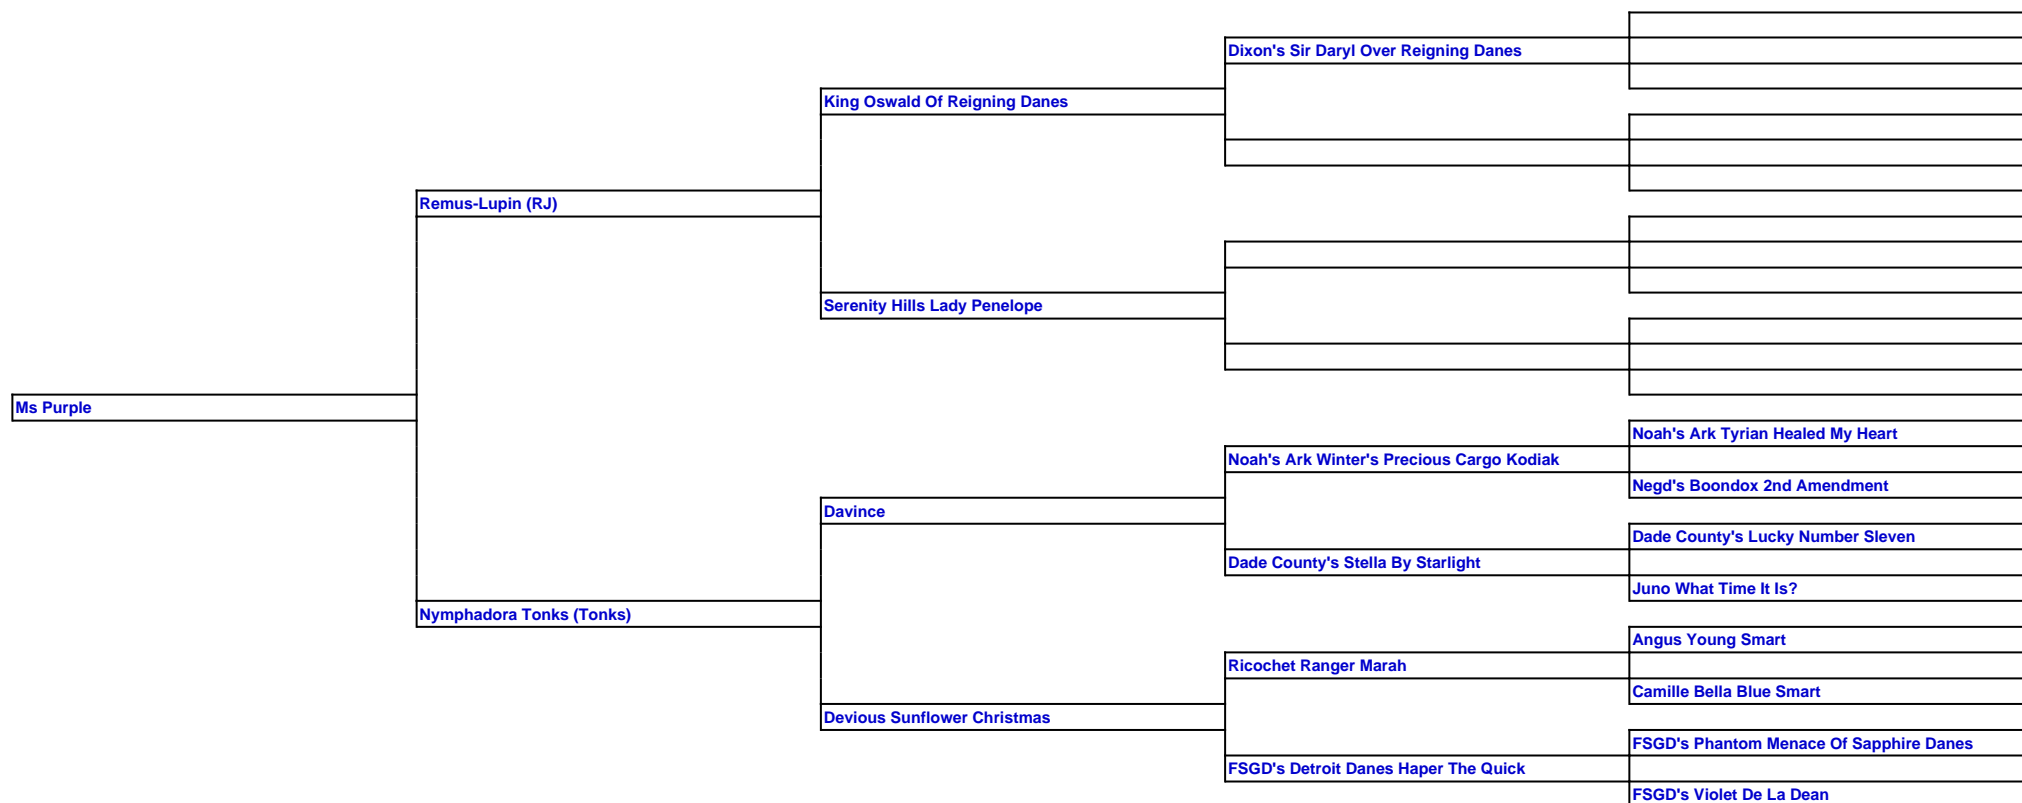 Dixon's Sir Daryl Over Reigning Danes
King Oswald Of Reigning Danes
Remus-Lupin (RJ)
Serenity Hills Lady Penelope
Ms Purple
Noah's Ark Tyrian Healed My Heart
Noah's Ark Winter's Precious Cargo Kodiak
Negd's Boondox 2nd Amendment
Davince
Dade County's Lucky Number Sleven
Dade County's Stella By Starlight
Juno What Time It Is?
Nymphadora Tonks (Tonks)
Angus Young Smart
Ricochet Ranger Marah
Camille Bella Blue Smart
Devious Sunflower Christmas
FSGD's Phantom Menace Of Sapphire Danes
FSGD's Detroit Danes Haper The Quick
FSGD's Violet De La Dean